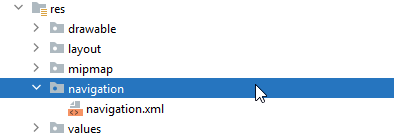 res
drawable
layout
mipmap
navigation
navigation.xml
values